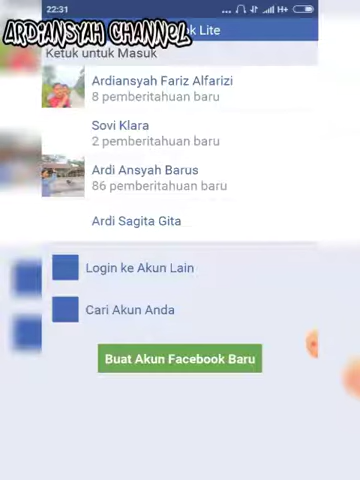 22:31
H+
ARDIANSYAH CHANNEL
k Lite
Ketuk untuk Masuk
Ardiansyah Fariz Alfarizi
8 pemberitahuan baru
Sovi Klara
2 pemberitahuan baru
Ardi Ansyah Barus
86 pemberitahuan baru
Ardi Sagita Gita
Login ke Akun Lain
Cari Akun Anda
Buat Akun Facebook Baru